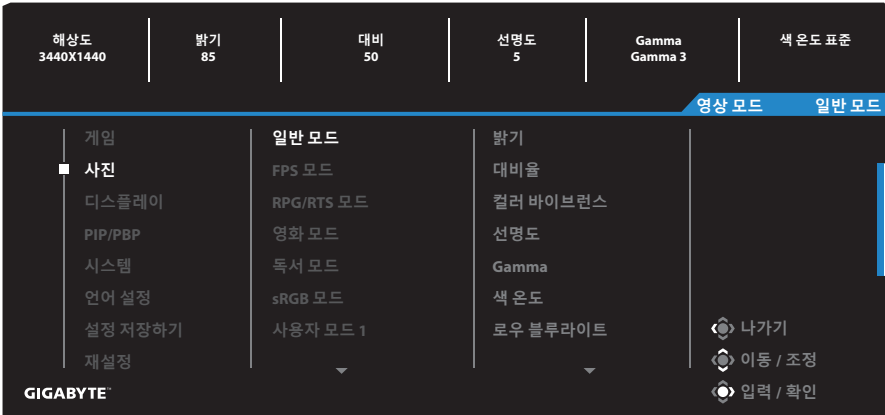 해상도
3440X1440
밝기
85
대비
50
선명도
5
Gamma
Gamma 3
색 온도 표준
영상 모드 일반 모드
게임
사진
디스플레이
PIP/PBP
시스템
언어 설정
설정 저장하기
재설정
일반 모드
FPS 모드
RPG/RTS 모드
영화 모드
독서 모드
sRGB 모드
사용자 모드 1
밝기
대비율
컬러 바이브런스
선명도
Gamma
색 온도
로우 블루라이트
나가기
이동 / 조정
입력 / 확인
GIGABYTE™